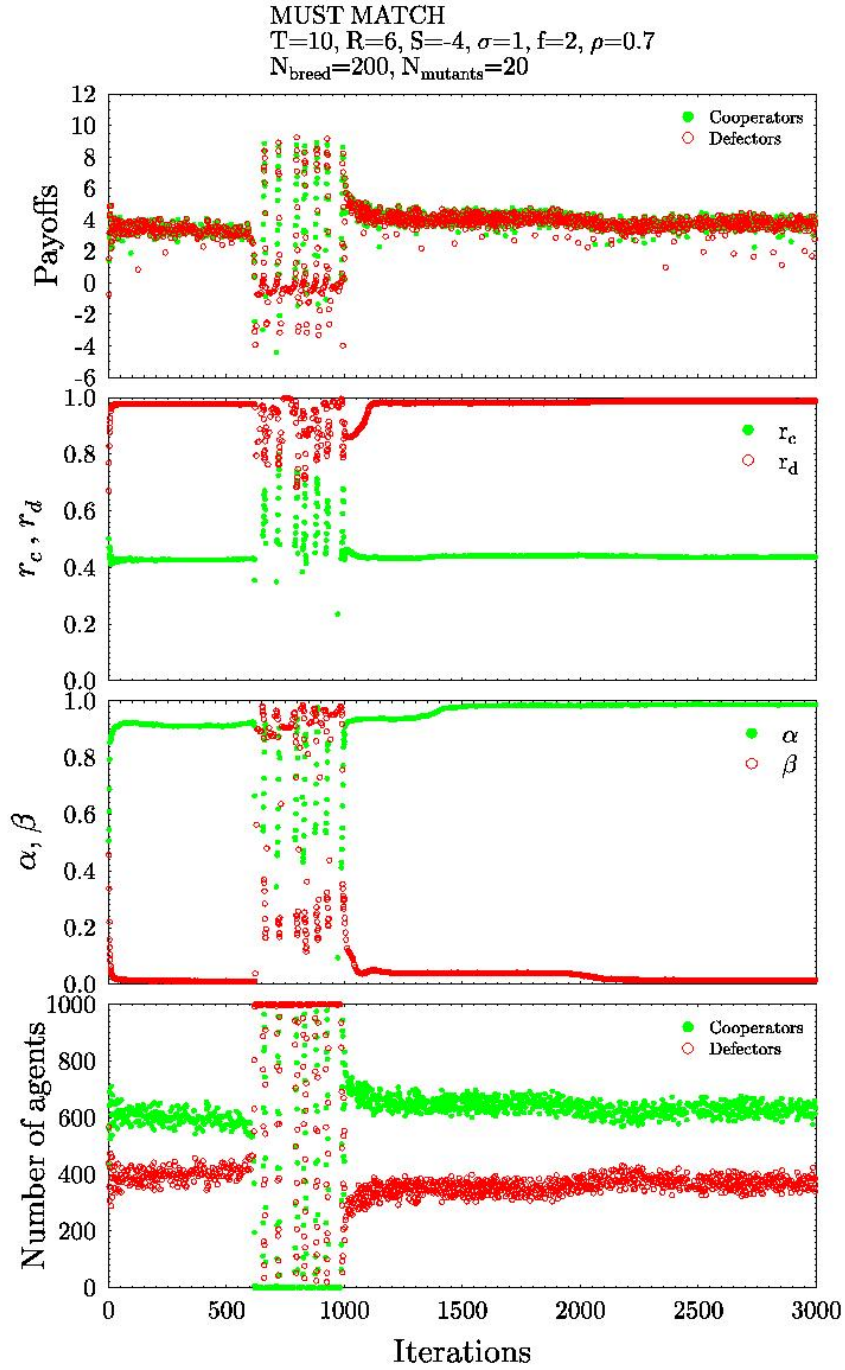 MUST MATCH
T=10, R=6, S=-4, σ=1, f=2, ρ=0.7
N_breed=200, N_mutants=20
12
10
8
6
4
2
0
-2
-4
-6
Payoffs
Cooperators
Defectors
1.0
0.8
0.6
0.4
0.2
0.0
r_c , r_d
r_c
r_d
1.0
0.8
0.6
0.4
0.2
0.0
α, β
α
β
1000
800
600
400
200
0
Number of agents
Cooperators
Defectors
0 500 1000 1500 2000 2500 3000
Iterations